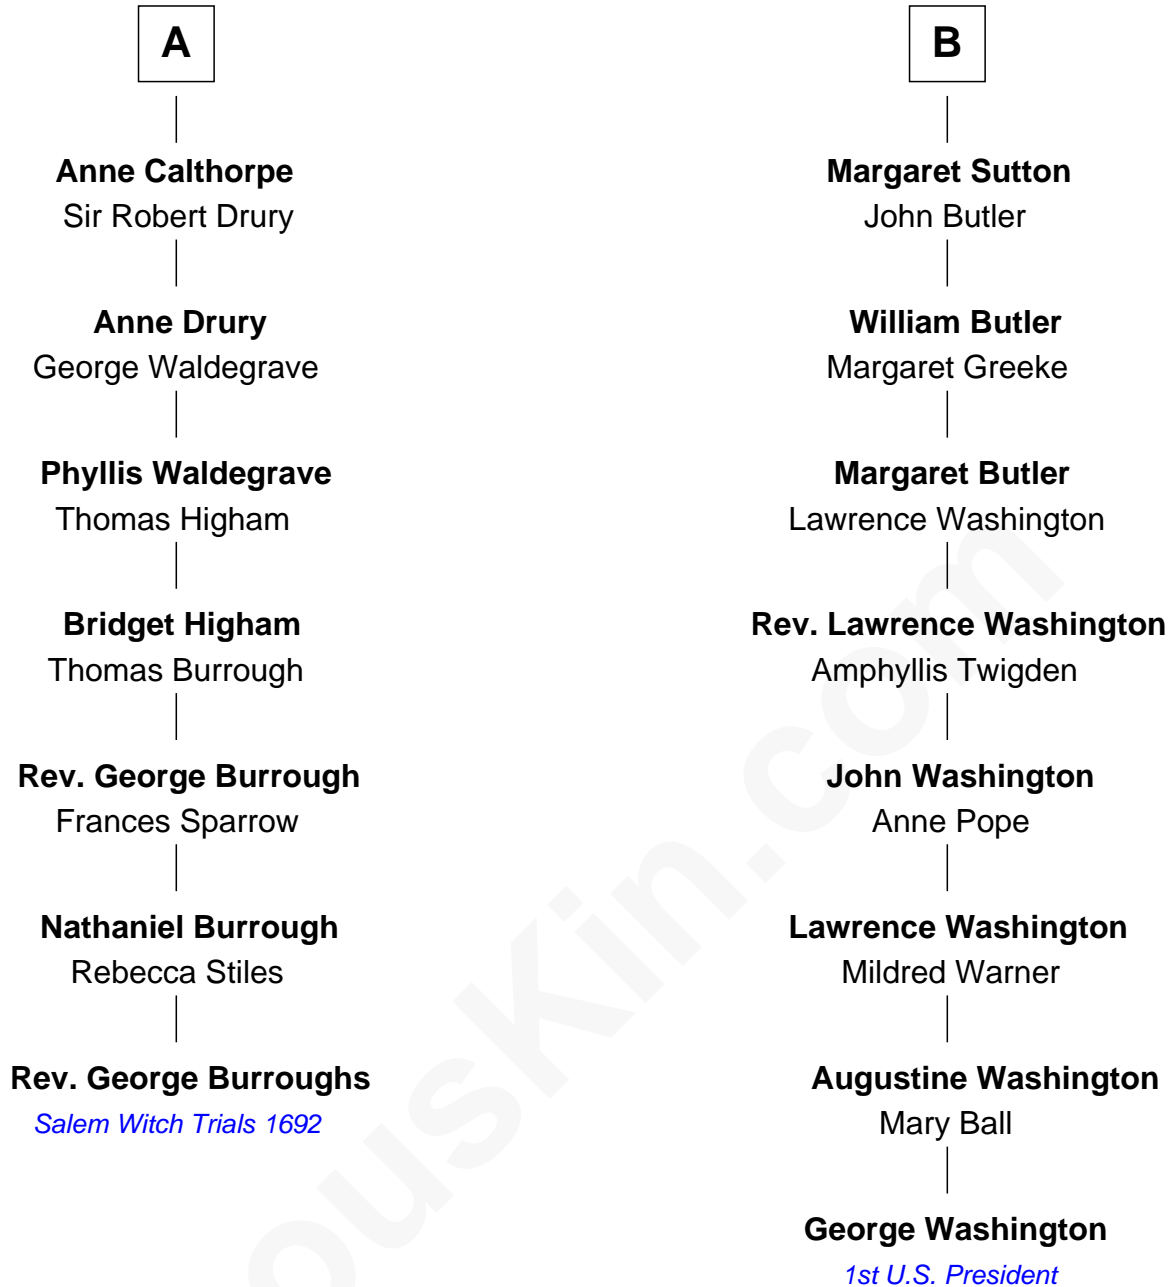 A
Anne Calthorpe
Sir Robert Drury
Anne Drury
George Waldegrave
Phyllis Waldegrave
Thomas Higham
Bridget Higham
Thomas Burrough
Rev. George Burrough
Frances Sparrow
Nathaniel Burrough
Rebecca Stiles
Rev. George Burroughs
Salem Witch Trials 1692
B
Margaret Sutton
John Butler
William Butler
Margaret Greeke
Margaret Butler
Lawrence Washington
Rev. Lawrence Washington
Amphyllis Twigden
John Washington
Anne Pope
Lawrence Washington
Mildred Warner
Augustine Washington
Mary Ball
George Washington
1st U.S. President
ousKin.com